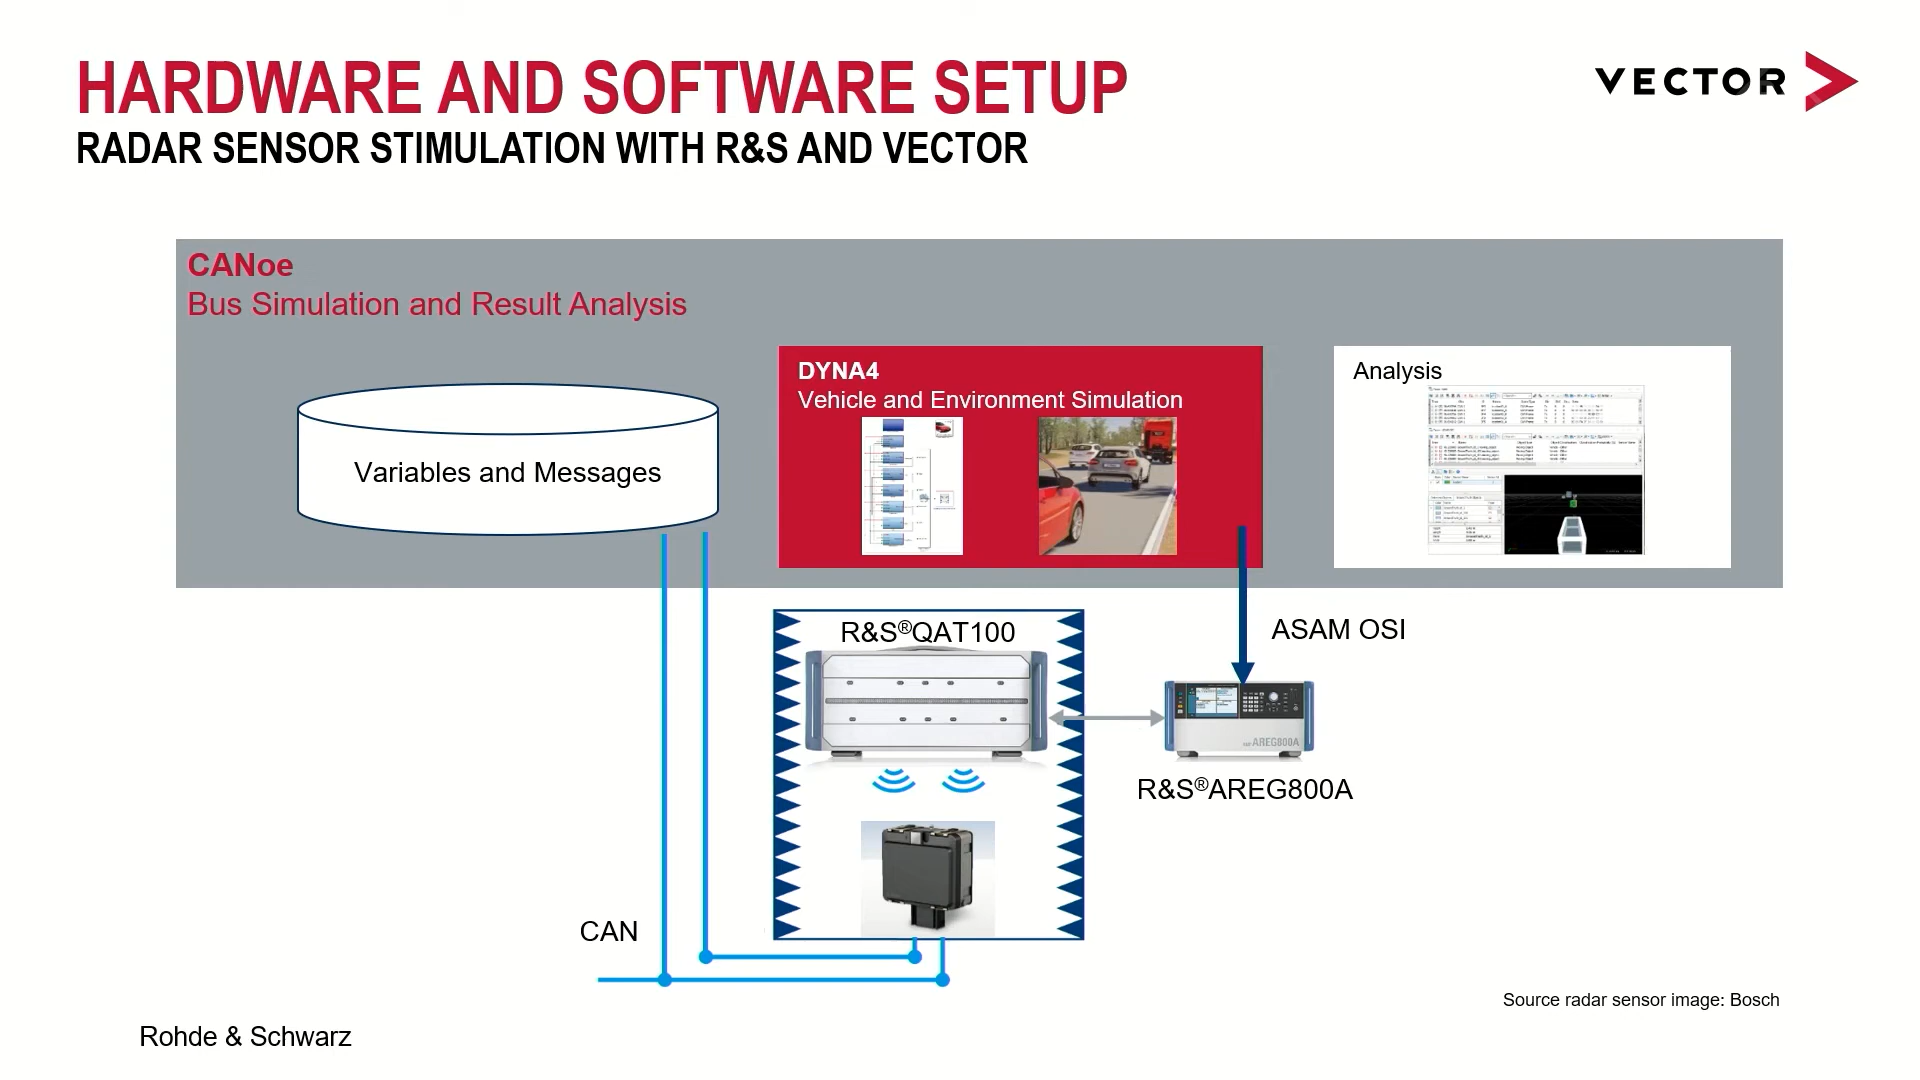 HARDWARE AND SOFTWARE SETUP
RADAR SENSOR STIMULATION WITH R&S AND VECTOR
VECTOR
CANoe
Bus Simulation and Result Analysis
Variables and Messages
DYNA4
Vehicle and Environment Simulation
Analysis
R&S®QAT100
ASAM OSI
AREG800A
R&S®AREG800A
CAN
Source radar sensor image: Bosch
Rohde & Schwarz